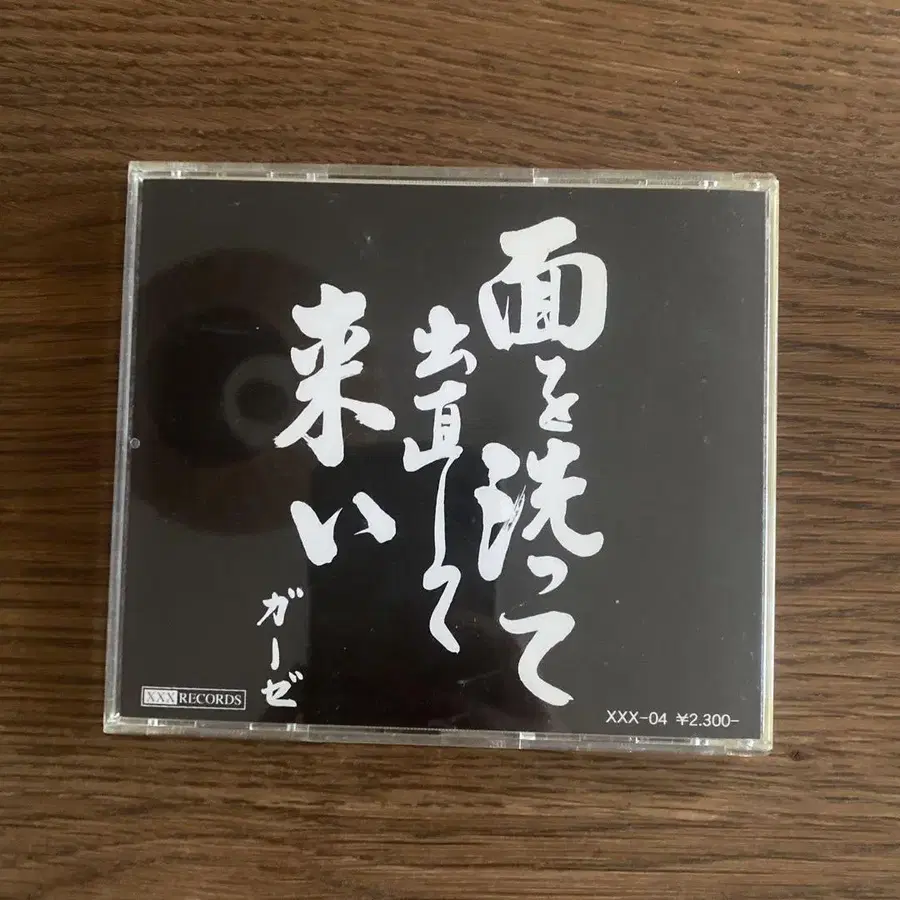 面を洗って
出直して
来い
ガーゼ
XXX RECORDS
XXX-04 ¥2.300-